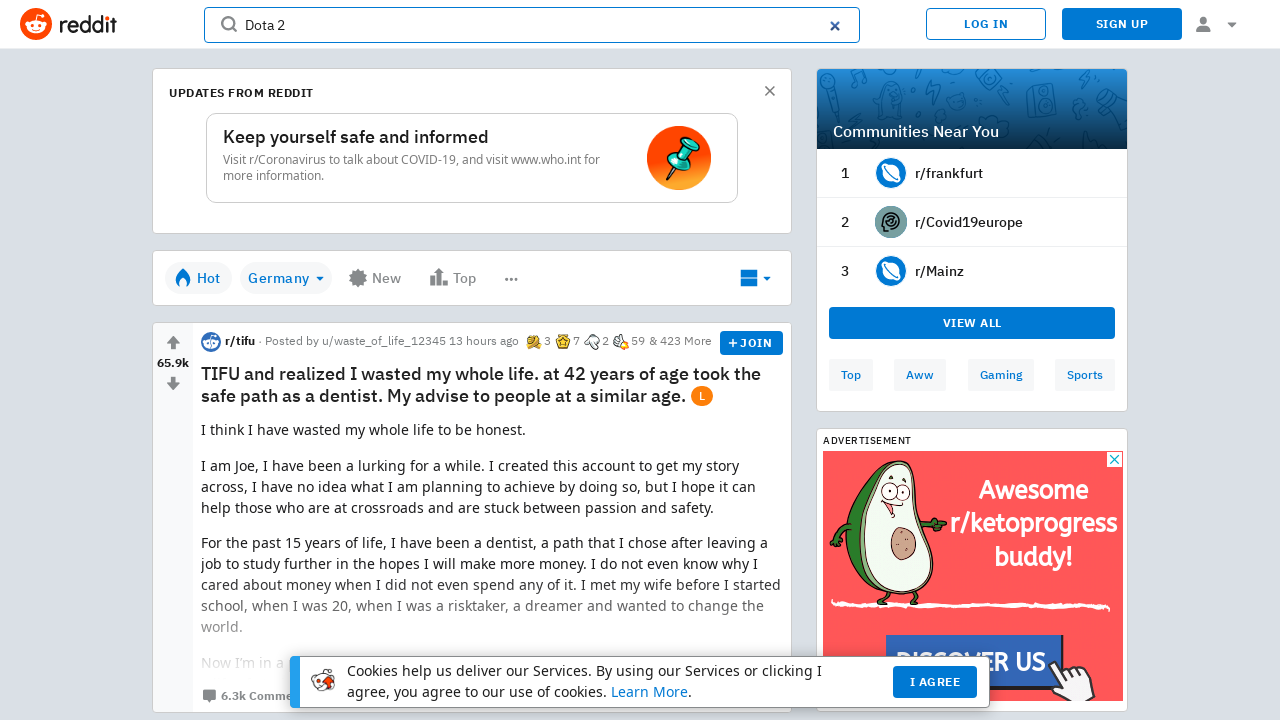 reddit
Dota 2
LOG IN
SIGN UP
UPDATES FROM REDDIT
Keep yourself safe and informed
Visit r/Coronavirus to talk about COVID-19, and visit www.who.int for
more information.
Hot
Germany
New
Top
65.9k
r/tifu · Posted by u/waste_of_life_12345 13 hours ago 3 7 2 59 & 423 More
JOIN
TIFU and realized I wasted my whole life. at 42 years of age took the
safe path as a dentist. My advise to people at a similar age. L
I think I have wasted my whole life to be honest.
I am Joe, I have been a lurking for a while. I created this account to get my story
across, I have no idea what I am planning to achieve by doing so, but I hope it can
help those who are at crossroads and are stuck between passion and safety.
For the past 15 years of life, I have been a dentist, a path that I chose after leaving a
job to study further in the hopes I will make more money. I do not even know why I
cared about money when I did not even spend any of it. I met my wife before I started
school, when I was 20, when I was a risktaker, a dreamer and wanted to change the
world.
Now I'm in a
6.3k Comme
Communities Near You
1 r/frankfurt
2 r/Covid19europe
3 r/Mainz
VIEW ALL
Top Aww Gaming Sports
ADVERTISEMENT
Awesome
r/ketoprogress
buddy!
DISCOVER US
Cookies help us deliver our Services. By using our Services or clicking I
agree, you agree to our use of cookies. Learn More.
I AGREE